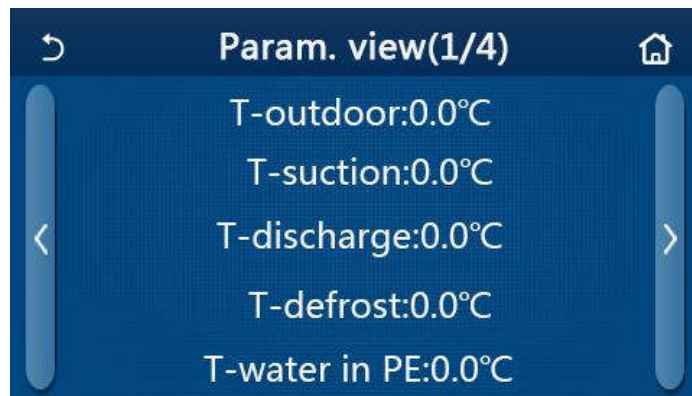 Param. view(1/4)
T-outdoor:0.0℃
T-suction:0.0℃
T-discharge:0.0℃
T-defrost:0.0℃
T-water in PE:0.0℃